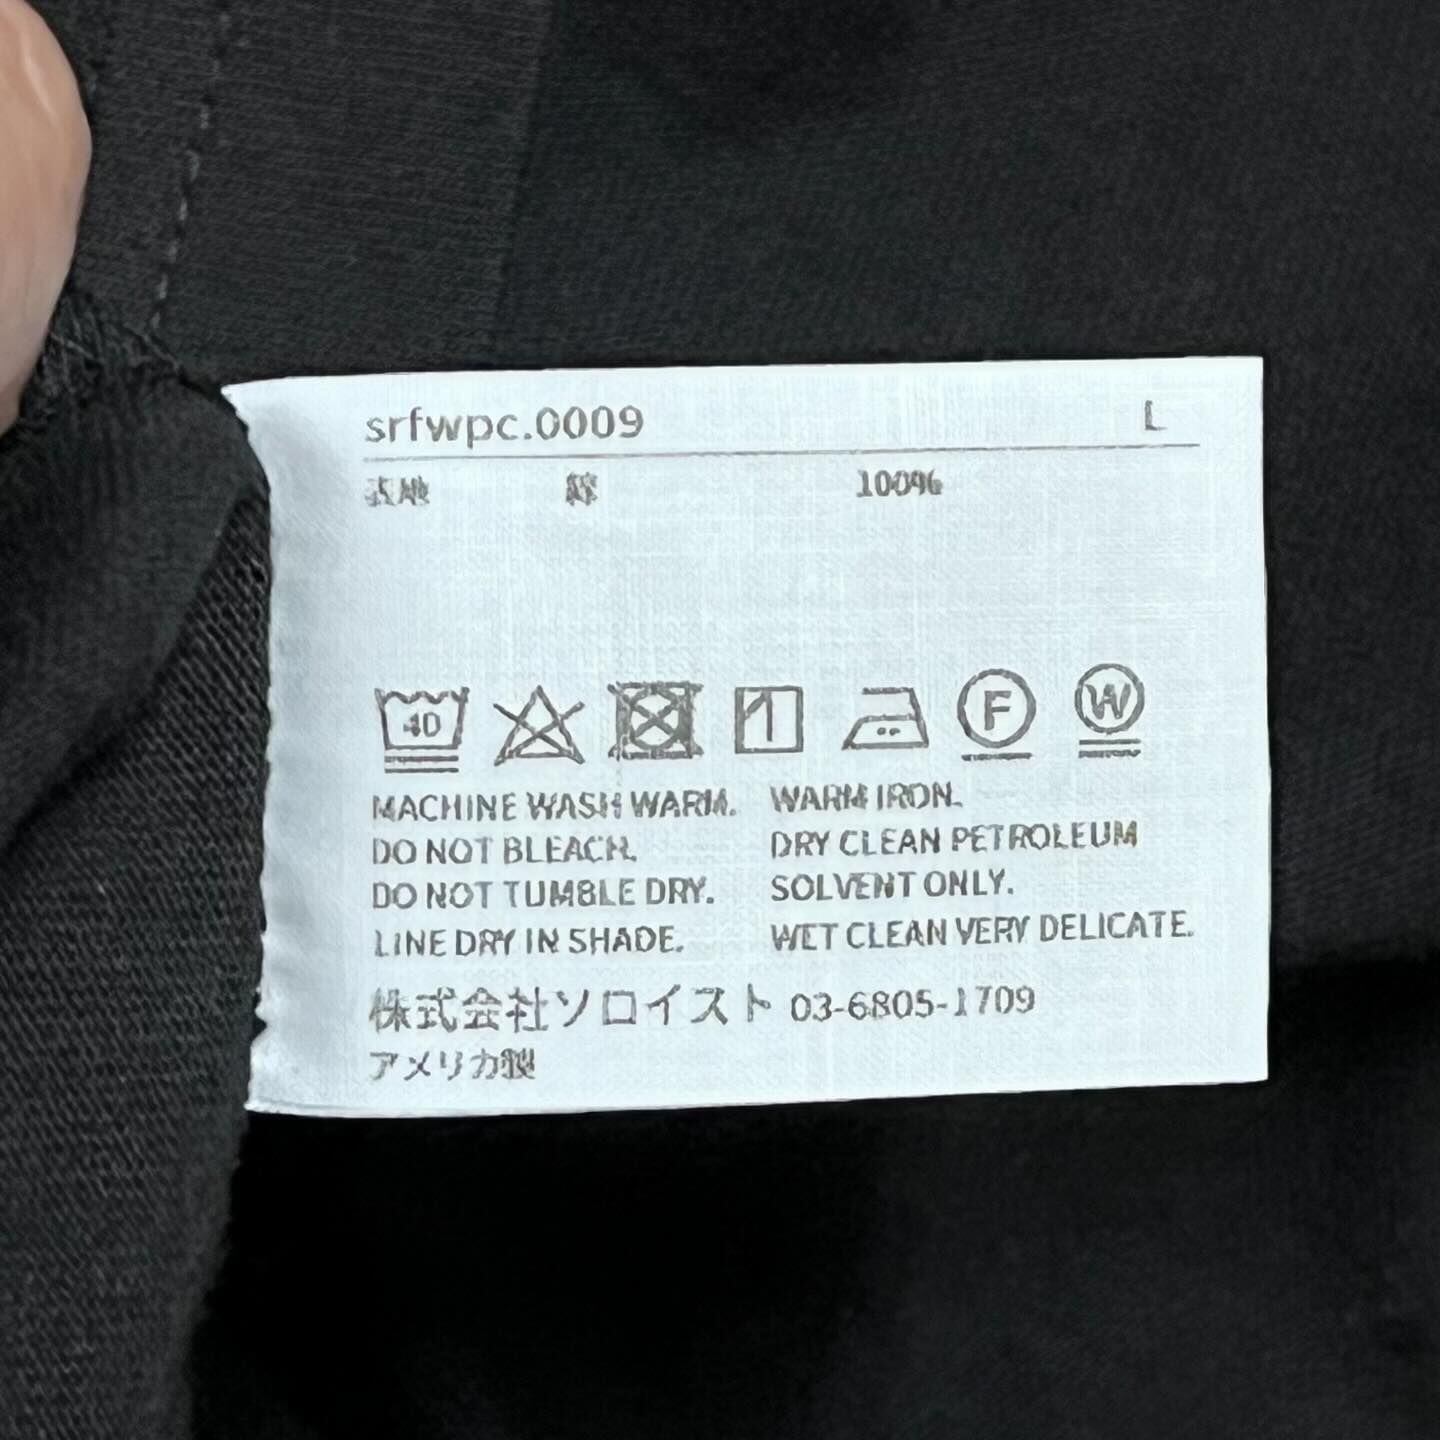 srfwpc.0009 L
表地 綿 100%
40
F W
MACHINE WASH WARM. WARM IRON.
DO NOT BLEACH. DRY CLEAN PETROLEUM
DO NOT TUMBLE DRY. SOLVENT ONLY.
LINE DRY IN SHADE. WET CLEAN VERY DELICATE.
株式会社ソロイスト 03-6805-1709
アメリカ製